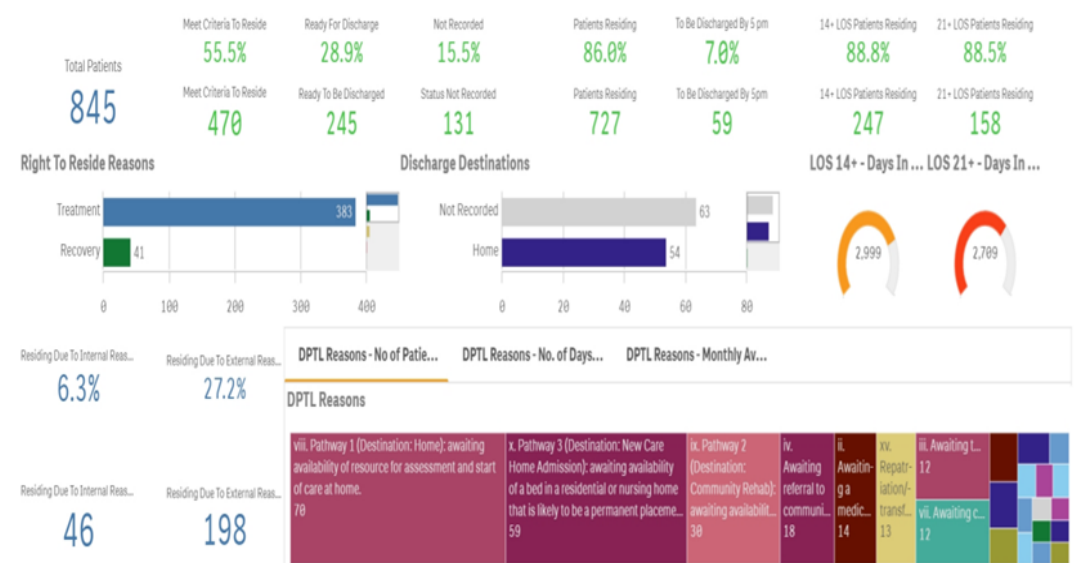 Total Patients
845
Meet Criteria To Reside
55.5%
Ready For Discharge
28.9%
Not Recorded
15.5%
Patients Residing
86.0%
To Be Discharged By 5 pm
7.0%
14+ LOS Patients Residing
88.8%
21+ LOS Patients Residing
88.5%
Meet Criteria To Reside
470
Ready To Be Discharged
245
Status Not Recorded
131
Patients Residing
727
To Be Discharged By 5pm
59
14+ LOS Patients Residing
247
21+ LOS Patients Residing
158
Right To Reside Reasons
Treatment
383
Recovery
41
0 100 200 300 400
Discharge Destinations
Not Recorded
63
Home
54
0 20 40 60 80
LOS 14+ - Days In ...
2,999
LOS 21+ - Days In ...
2,709
Residing Due To Internal Reas...
6.3%
Residing Due To External Reas...
27.2%
Residing Due To Internal Reas...
46
Residing Due To External Reas...
198
DPTL Reasons - No of Patie...
DPTL Reasons - No. of Days...
DPTL Reasons - Monthly Av...
DPTL Reasons
viii. Pathway 1 (Destination: Home): awaiting
availability of resource for assessment and start
of care at home.
70
x. Pathway 3 (Destination: New Care
Home Admission): awaiting availability
of a bed in a residential or nursing home
that is likely to be a permanent placeme...
59
ix. Pathway 2
(Destination:
Community Rehab):
awaiting availabilit...
30
iv.
Awaiting
referral to
communi...
18
ii.
Awaitin-
g a
medic...
14
xv.
Repatr-
iation/-
transf...
13
iii. Awaiting t...
12
vii. Awaiting c...
12